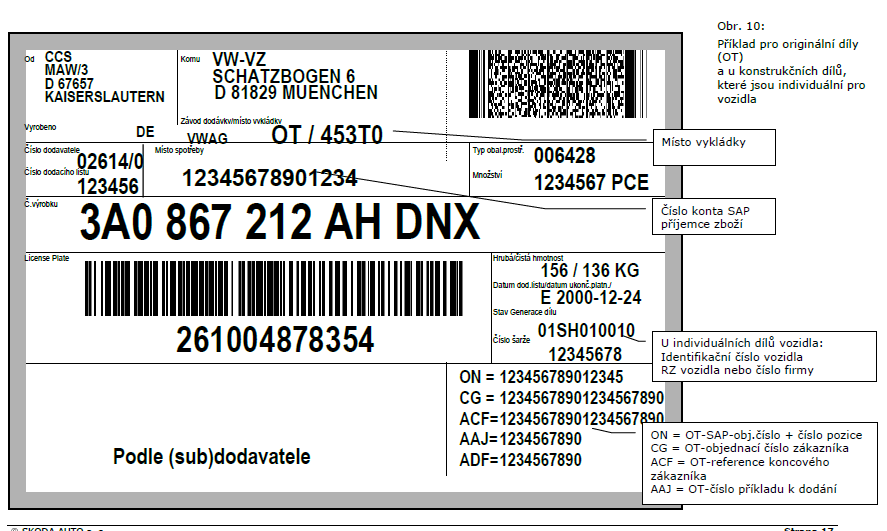 Obr. 10:
Příklad pro originální díly
(OT)
a u konstrukčních dílů,
které jsou individuální pro
vozidla
Od
CCS
MAW/3
D 67657
KAISERSLAUTERN
Komu
VW-VZ
SCHATZBOGEN 6
D 81829 MUENCHEN
Vyrobeno
DE
Závod dodávky/místo vykládky
VWAG
OT / 453T0
Místo vykládky
Číslo dodavatele
02614/0
Číslo dodacího listu
123456
Místo spotřeby
12345678901234
Typ obal.prostř.
006428
Množství
1234567 PCE
Číslo konta SAP
příjemce zboží
Č.výrobku
3A0 867 212 AH DNX
License Plate
261004878354
Hrubá/čistá hmotnost
156 / 136 KG
Datum dod.listu/datum ukonč.platn./
E 2000-12-24
Stav Generace dílu
01SH010010
Číslo šarže
12345678
U individuálních dílů vozidla:
Identifikační číslo vozidla
RZ vozidla nebo číslo firmy
Podle (sub)dodavatele
ON = 123456789012345
CG = 12345678901234567890
ACF=12345678901234567890
AAJ=1234567890
ADF=1234567890
ON = OT-SAP-obj.číslo + číslo pozice
CG = OT-objednací číslo zákazníka
ACF = OT-reference koncového
zákazníka
AAJ = OT-číslo příkladu k dodání